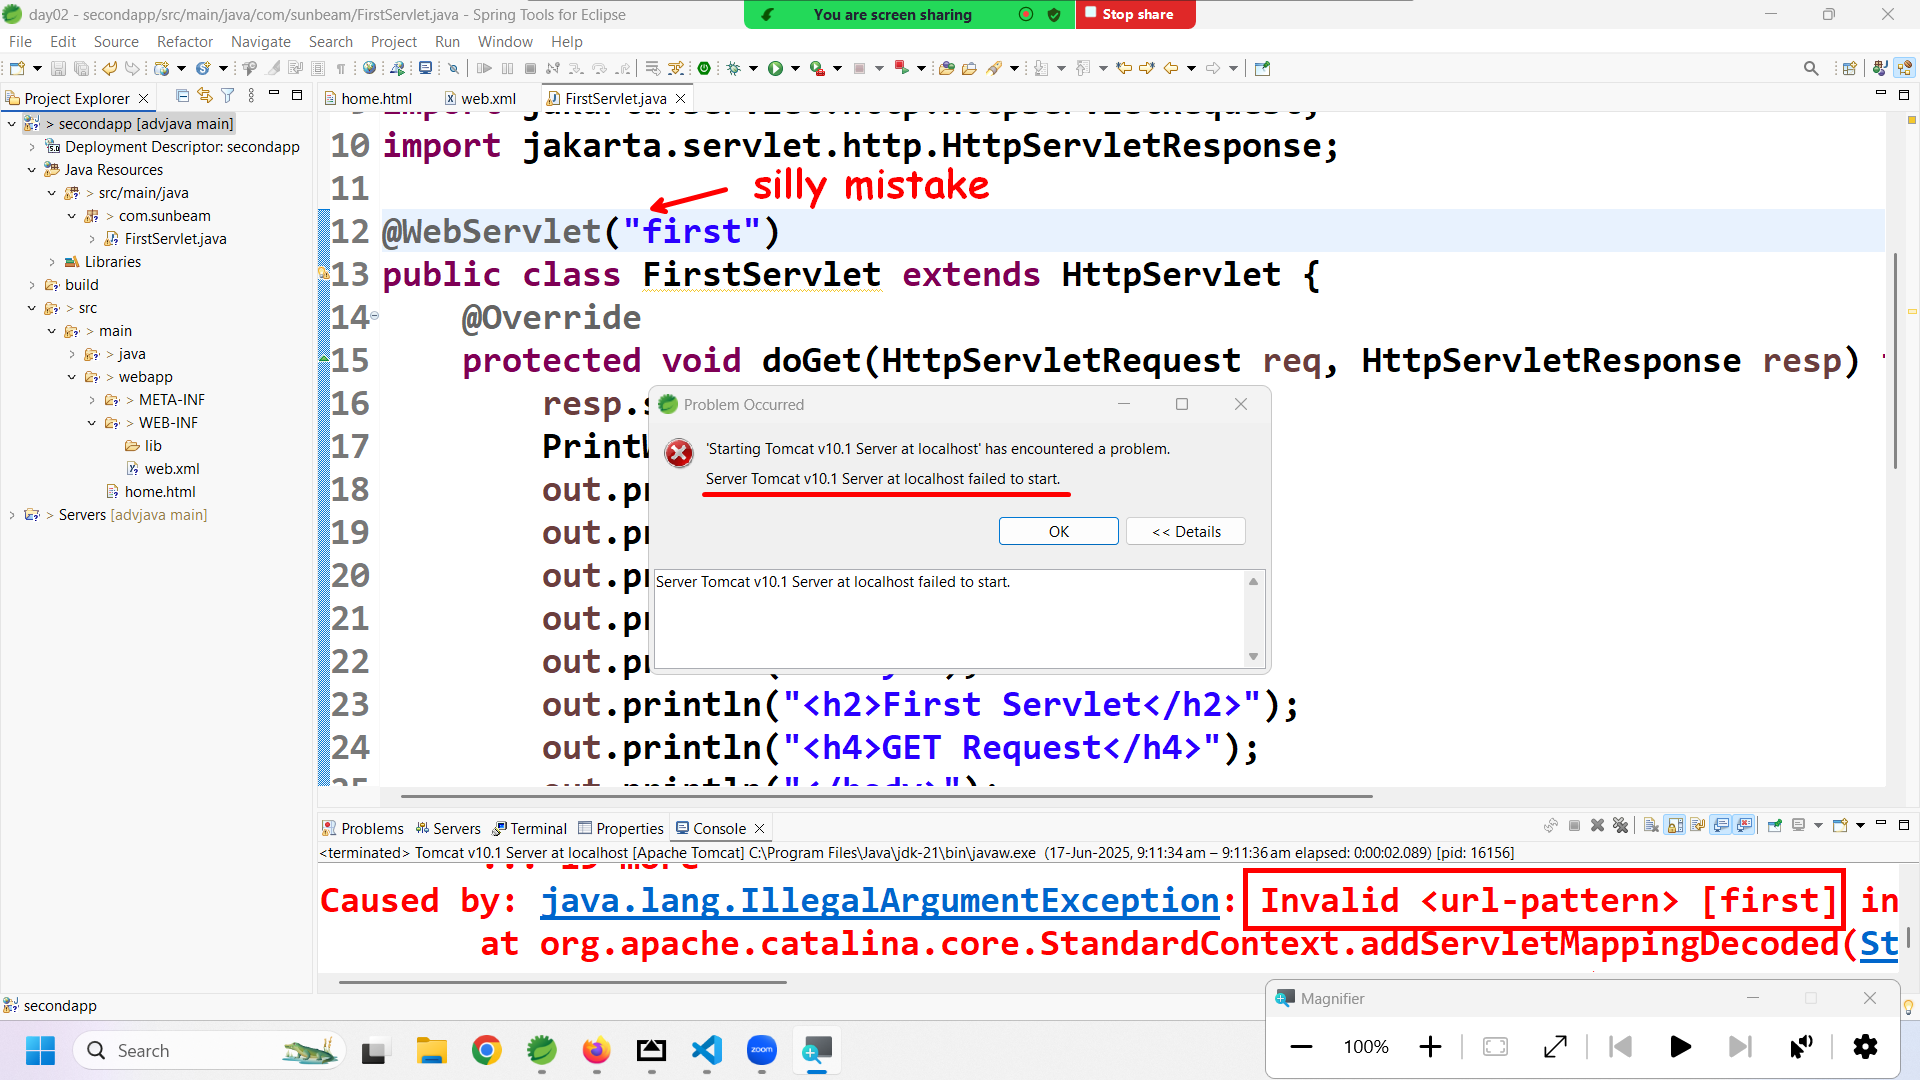 day02 - secondapp/src/main/java/com/sunbeam/FirstServlet.java - Spring Tools for Eclipse
You are screen sharing
Stop share
File Edit Source Refactor Navigate Search Project Run Window Help
Project Explorer
home.html
web.xml
FirstServlet.java
> secondapp [advjava main]
Deployment Descriptor: secondapp
Java Resources
> src/main/java
> com.sunbeam
FirstServlet.java
Libraries
build
> src
> main
> java
> webapp
> META-INF
> WEB-INF
lib
web.xml
home.html
> Servers [advjava main]
10 import jakarta.servlet.http.HttpServletResponse;
11
silly mistake
12 @WebServlet("first")
13 public class FirstServlet extends HttpServlet {
14 @Override
15 protected void doGet(HttpServletRequest req, HttpServletResponse resp)
16 resp.
17
18 out.
19 out.
20 out.
21 out.
22 out.
23 out.println("<h2>First Servlet</h2>");
24 out.println("<h4>GET Request</h4>");
25 out.println("</body>");
Problem Occurred
'Starting Tomcat v10.1 Server at localhost' has encountered a problem.
Server Tomcat v10.1 Server at localhost failed to start.
OK
<< Details
Server Tomcat v10.1 Server at localhost failed to start.
Problems Servers Terminal Properties Console
<terminated> Tomcat v10.1 Server at localhost [Apache Tomcat] C:\Program Files\Java\jdk-21\bin\javaw.exe (17-Jun-2025, 9:11:34 am – 9:11:36 am elapsed: 0:00:02.089) [pid: 16156]
Caused by: java.lang.IllegalArgumentException: Invalid <url-pattern> [first] in
at org.apache.catalina.core.StandardContext.addServletMappingDecoded(St
secondapp
Magnifier
100%
Search
zoom